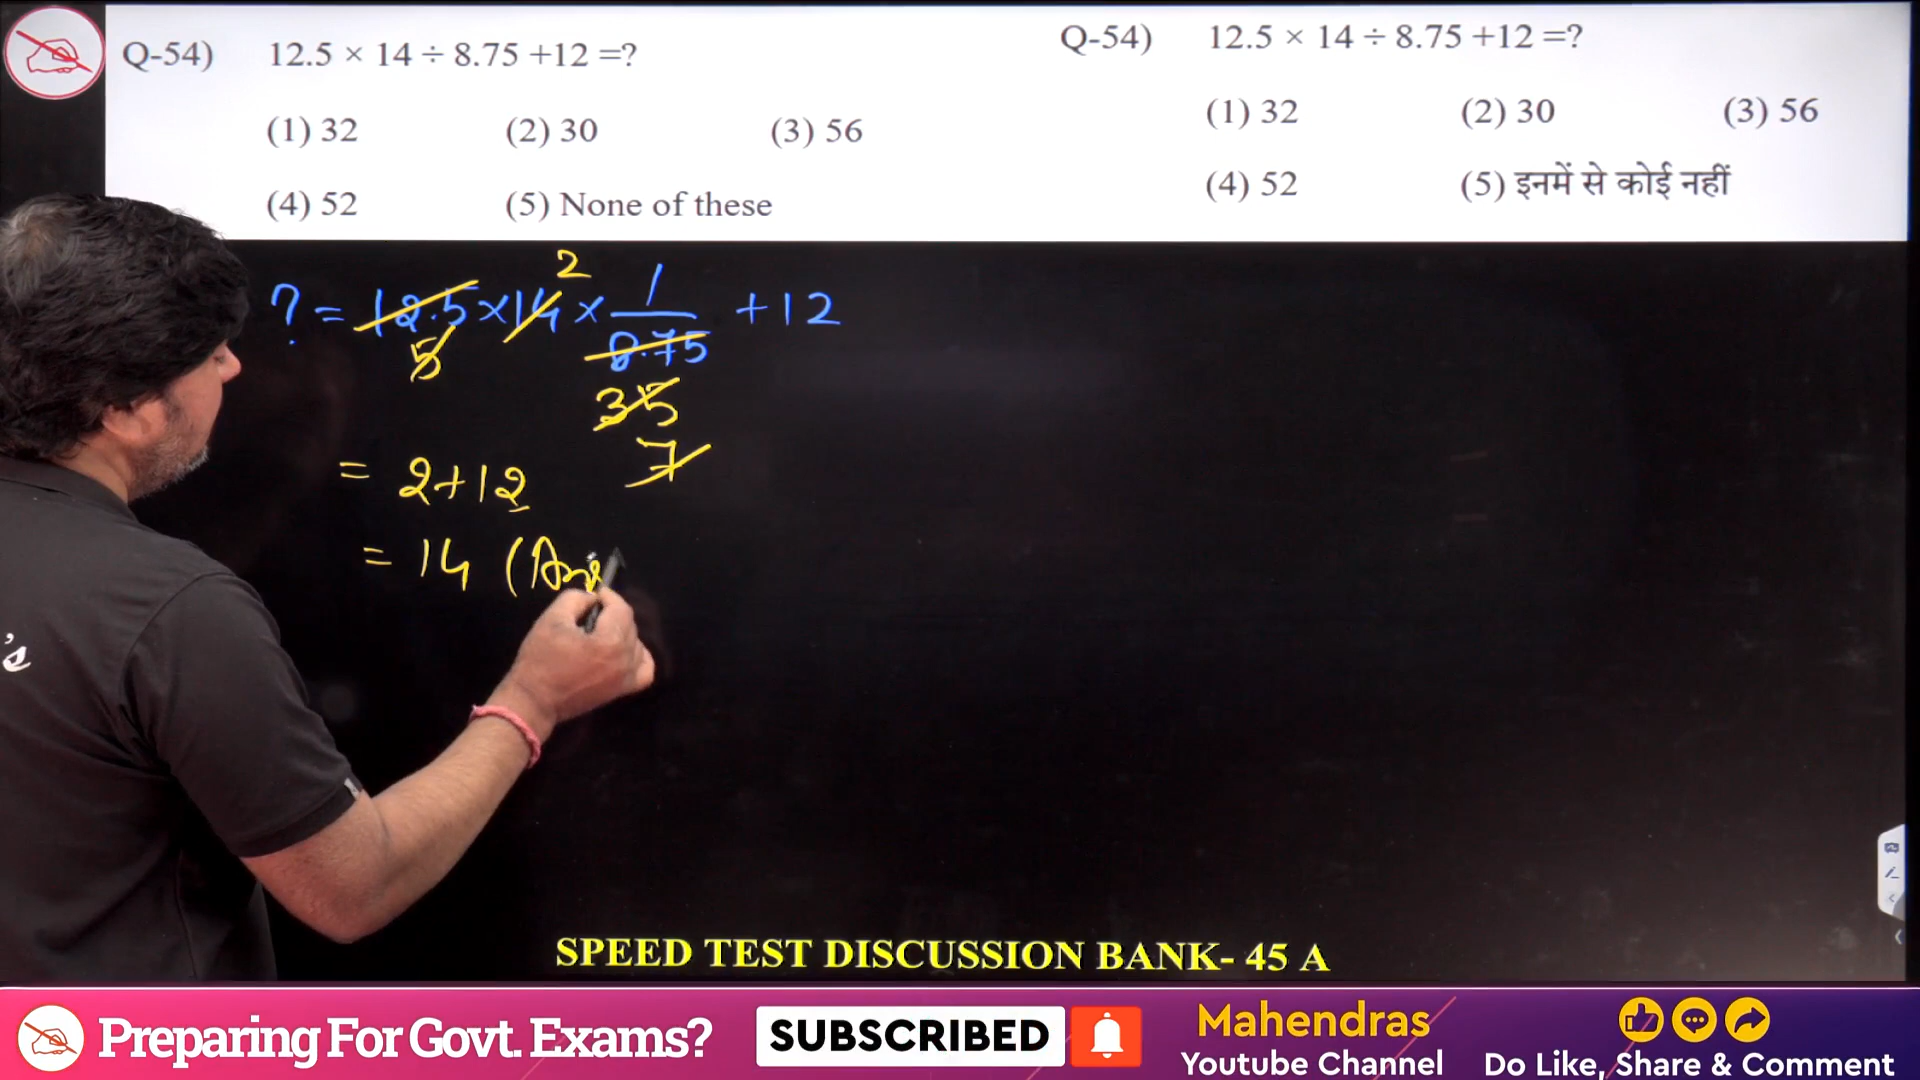 Q-54) 12.5 × 14 ÷ 8.75 +12 =?
(1) 32 (2) 30 (3) 56
(4) 52 (5) None of these
Q-54) 12.5 × 14 ÷ 8.75 +12 =?
(1) 32 (2) 30 (3) 56
(4) 52 (5) इनमें से कोई नहीं
2
? = 12.5 × 14 × 1/8.75 + 12
5
35
7
= 2+12
= 14 (Ans
's
SPEED TEST DISCUSSION BANK- 45 A
Preparing For Govt. Exams?
SUBSCRIBED
Mahendras
Youtube Channel
Do Like, Share & Comment